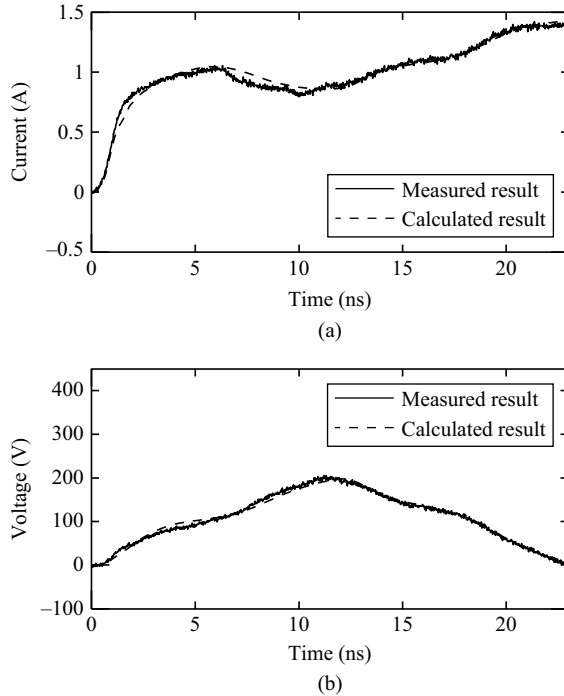 1.5
1
0.5
0
–0.5
Current (A)
Measured result
Calculated result
0
5
10
15
20
Time (ns)
(a)
400
300
200
100
0
–100
Voltage (V)
Measured result
Calculated result
0
5
10
15
20
Time (ns)
(b)